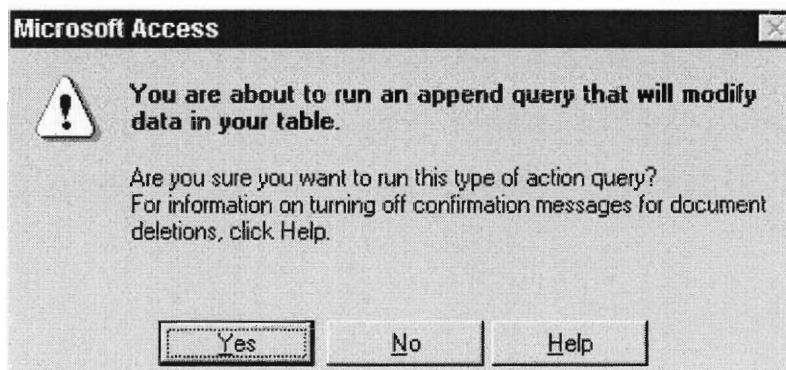 Microsoft Access
You are about to run an append query that will modify
data in your table.
Are you sure you want to run this type of action query?
For information on turning off confirmation messages for document
deletions, click Help.
Yes No Help